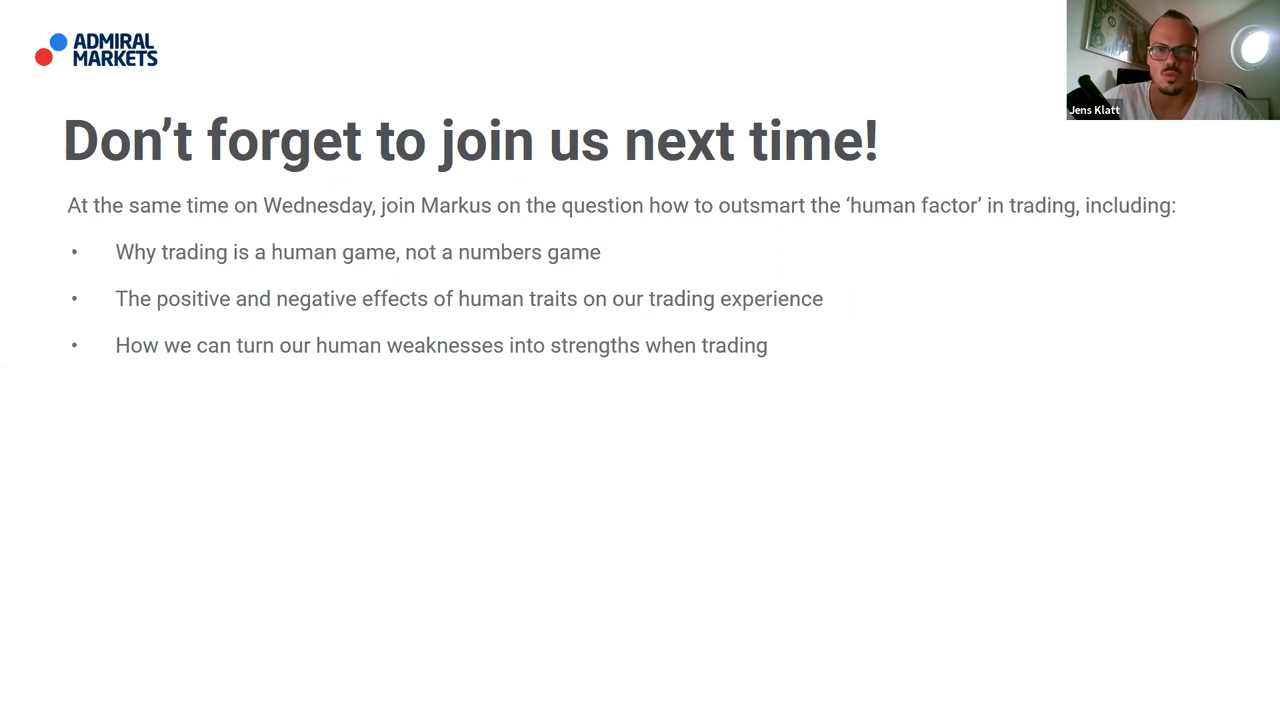 ADMIRAL
MARKETS
Jens Klatt
Don’t forget to join us next time!
At the same time on Wednesday, join Markus on the question how to outsmart the ‘human factor’ in trading, including:
• Why trading is a human game, not a numbers game
• The positive and negative effects of human traits on our trading experience
• How we can turn our human weaknesses into strengths when trading